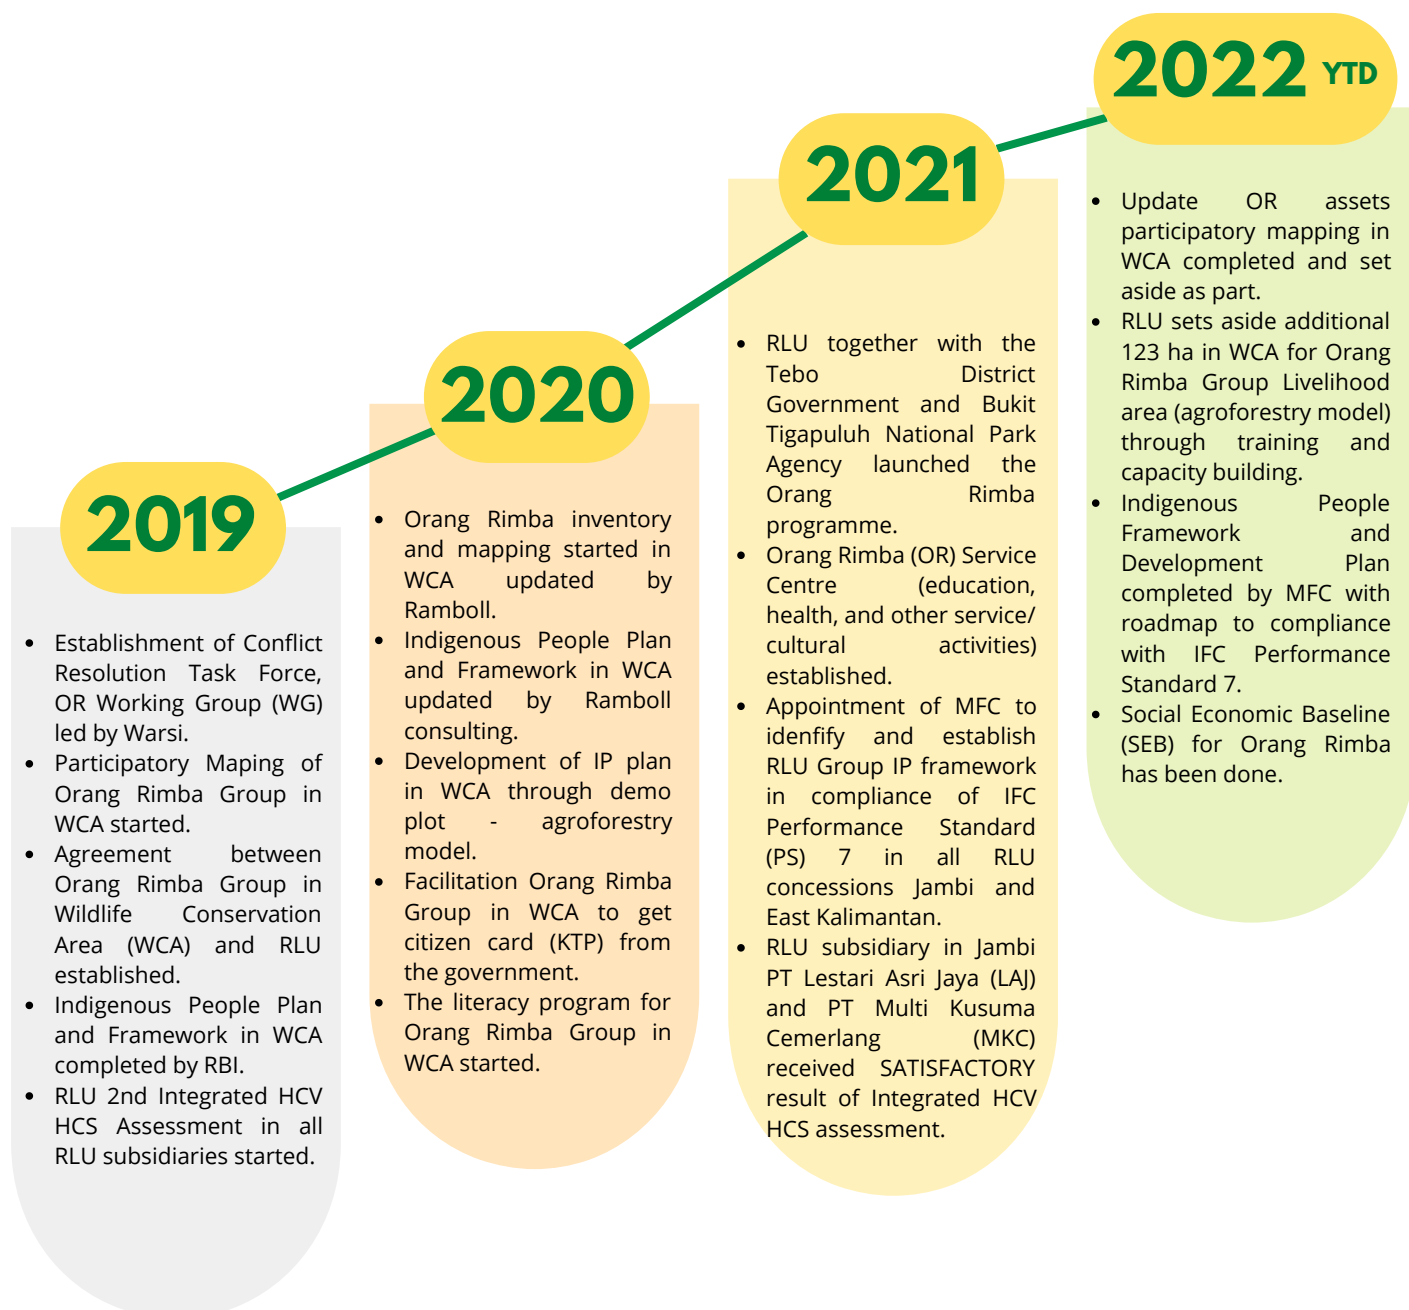 2019
• Establishment of Conflict
Resolution Task Force,
OR Working Group (WG)
led by Warsi.
• Participatory Maping of
Orang Rimba Group in
WCA started.
• Agreement between
Orang Rimba Group in
Wildlife Conservation
Area (WCA) and RLU
established.
• Indigenous People Plan
and Framework in WCA
completed by RBI.
• RLU 2nd Integrated HCV
HCS Assessment in all
RLU subsidiaries started.
2020
• Orang Rimba inventory
and mapping started in
WCA updated by
Ramboll.
• Indigenous People Plan
and Framework in WCA
updated by Ramboll
consulting.
• Development of IP plan
in WCA through demo
plot - agroforestry
model.
• Facilitation Orang Rimba
Group in WCA to get
citizen card (KTP) from
the government.
• The literacy program for
Orang Rimba Group in
WCA started.
2021
• RLU together with the
Tebo District
Government and Bukit
Tigapuluh National Park
Agency launched the
Orang Rimba
programme.
• Orang Rimba (OR) Service
Centre (education,
health, and other service/
cultural activities)
established.
• Appointment of MFC to
idenfify and establish
RLU Group IP framework
in compliance of IFC
Performance Standard
(PS) 7 in all RLU
concessions Jambi and
East Kalimantan.
• RLU subsidiary in Jambi
PT Lestari Asri Jaya (LAJ)
and PT Multi Kusuma
Cemerlang (MKC)
received SATISFACTORY
result of Integrated HCV
HCS assessment.
2022 YTD
• Update OR assets
participatory mapping in
WCA completed and set
aside as part.
• RLU sets aside additional
123 ha in WCA for Orang
Rimba Group Livelihood
area (agroforestry model)
through training and
capacity building.
• Indigenous People
Framework and
Development Plan
completed by MFC with
roadmap to compliance
with IFC Performance
Standard 7.
• Social Economic Baseline
(SEB) for Orang Rimba
has been done.